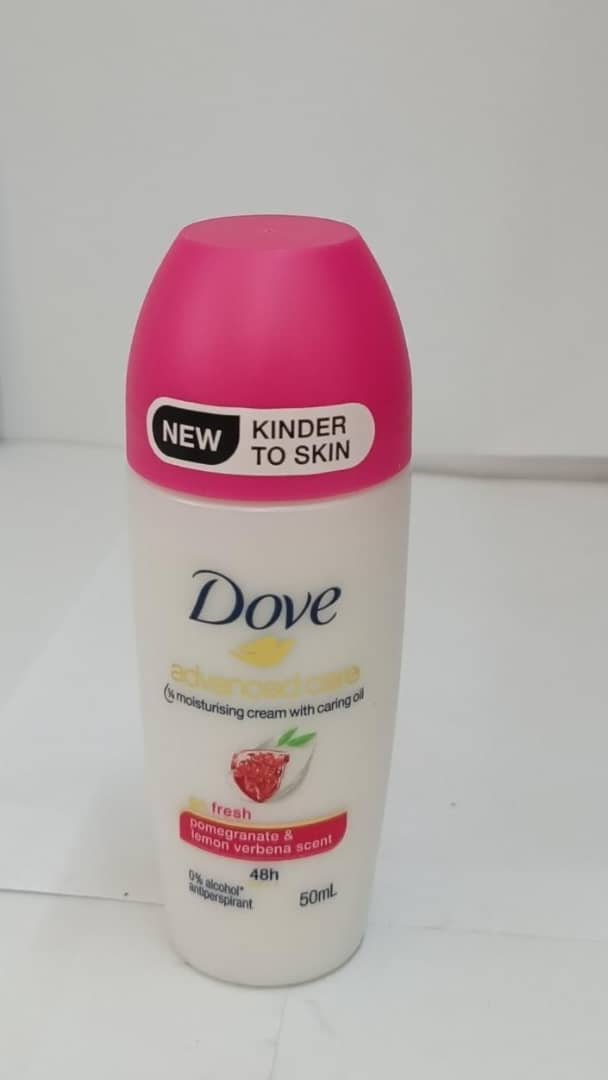 NEW
KINDER
TO SKIN
Dove
advanced care
¼ moisturising cream with caring oil
go fresh
pomegranate &
lemon verbena scent
48h
0% alcohol*
antiperspirant
50mL